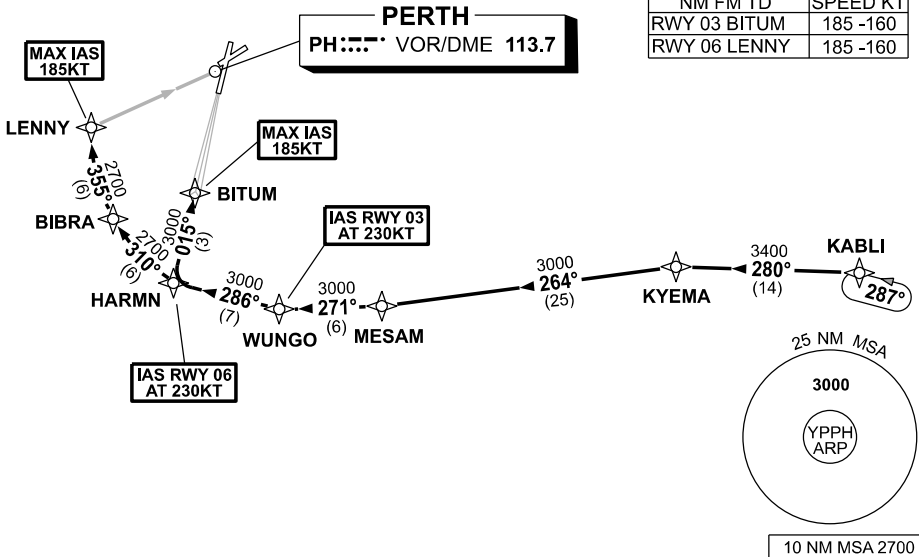 PERTH
PH VOR/DME 113.7
NM FM TD SPEED KT
RWY 03 BITUM 185 -160
RWY 06 LENNY 185 -160
MAX IAS
185KT
LENNY
MAX IAS
185KT
BITUM
2700
355°
(6)
BIBRA
2700
310°
(6)
3000
015°
(3)
HARMN
IAS RWY 03
AT 230KT
3000
286°
(7)
WUNGO
3000
271°
(6)
MESAM
3000
264°
(25)
KYEMA
3400
280°
(14)
KABLI
287°
IAS RWY 06
AT 230KT
25 NM MSA
3000
YPPH
ARP
10 NM MSA 2700